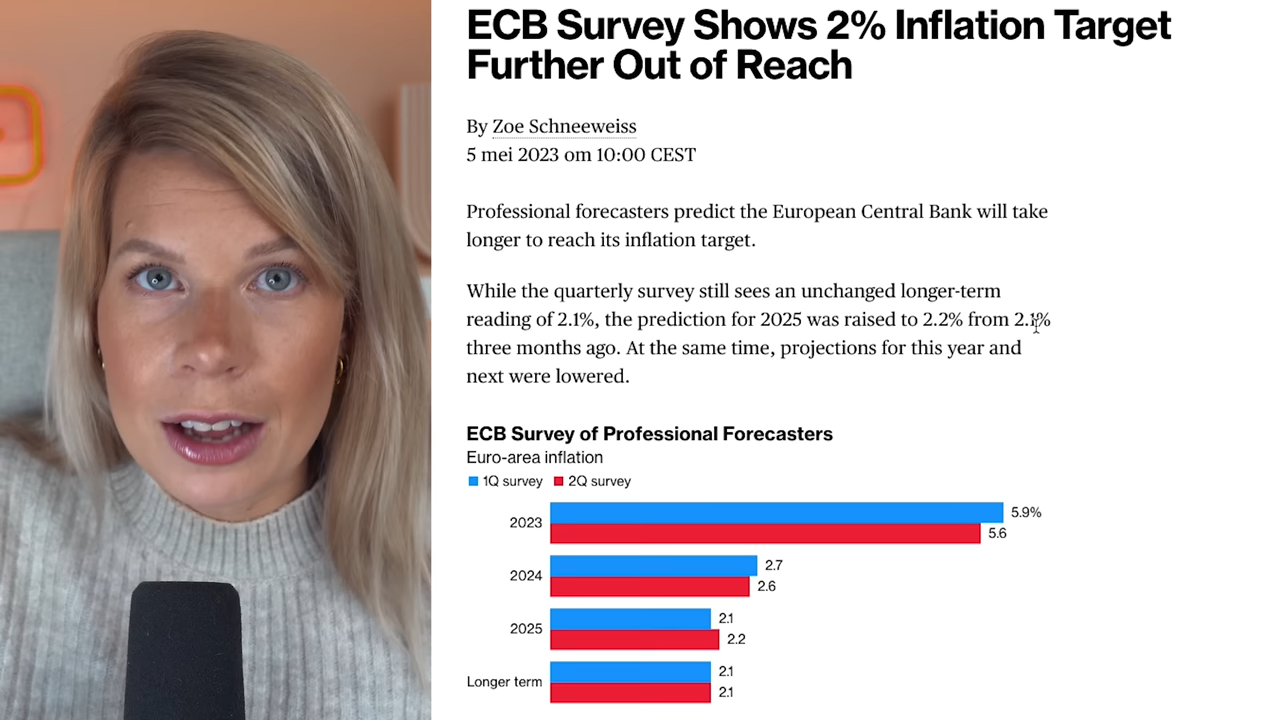 ECB Survey Shows 2% Inflation Target
Further Out of Reach
By Zoe Schneeweiss
5 mei 2023 om 10:00 CEST
Professional forecasters predict the European Central Bank will take
longer to reach its inflation target.
While the quarterly survey still sees an unchanged longer-term
reading of 2.1%, the prediction for 2025 was raised to 2.2% from 2.1%
three months ago. At the same time, projections for this year and
next were lowered.
ECB Survey of Professional Forecasters
Euro-area inflation
1Q survey 2Q survey
2023 5.9%
5.6
2024 2.7
2.6
2025 2.1
2.2
Longer term 2.1
2.1